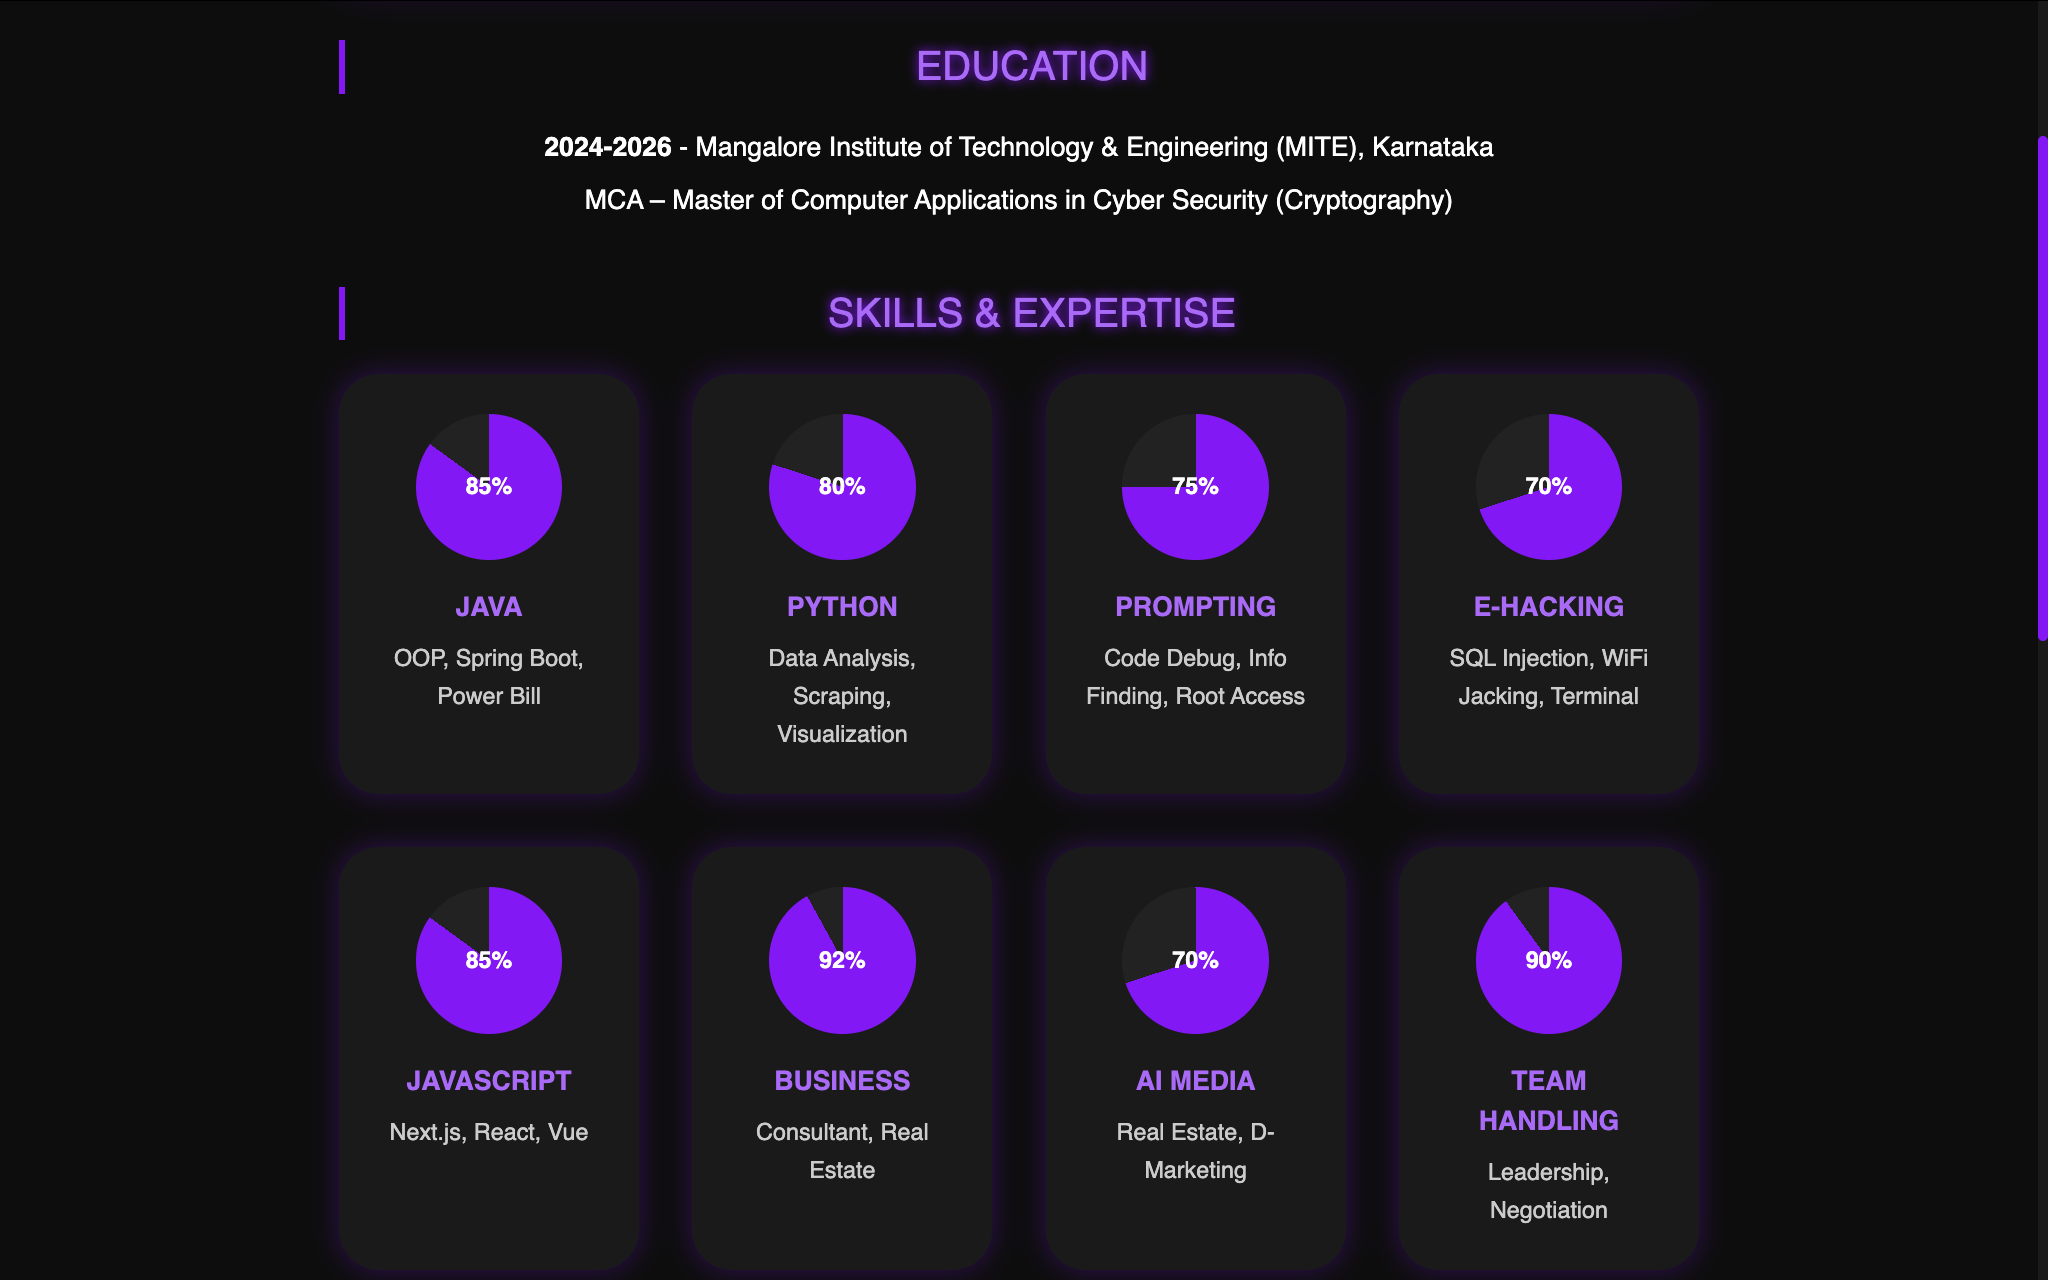 EDUCATION
2024-2026 - Mangalore Institute of Technology & Engineering (MITE), Karnataka
MCA – Master of Computer Applications in Cyber Security (Cryptography)
SKILLS & EXPERTISE
85%
JAVA
OOP, Spring Boot,
Power Bill
80%
PYTHON
Data Analysis,
Scraping,
Visualization
75%
PROMPTING
Code Debug, Info
Finding, Root Access
70%
E-HACKING
SQL Injection, WiFi
Jacking, Terminal
85%
JAVASCRIPT
Next.js, React, Vue
92%
BUSINESS
Consultant, Real
Estate
70%
AI MEDIA
Real Estate, D-
Marketing
90%
TEAM
HANDLING
Leadership,
Negotiation